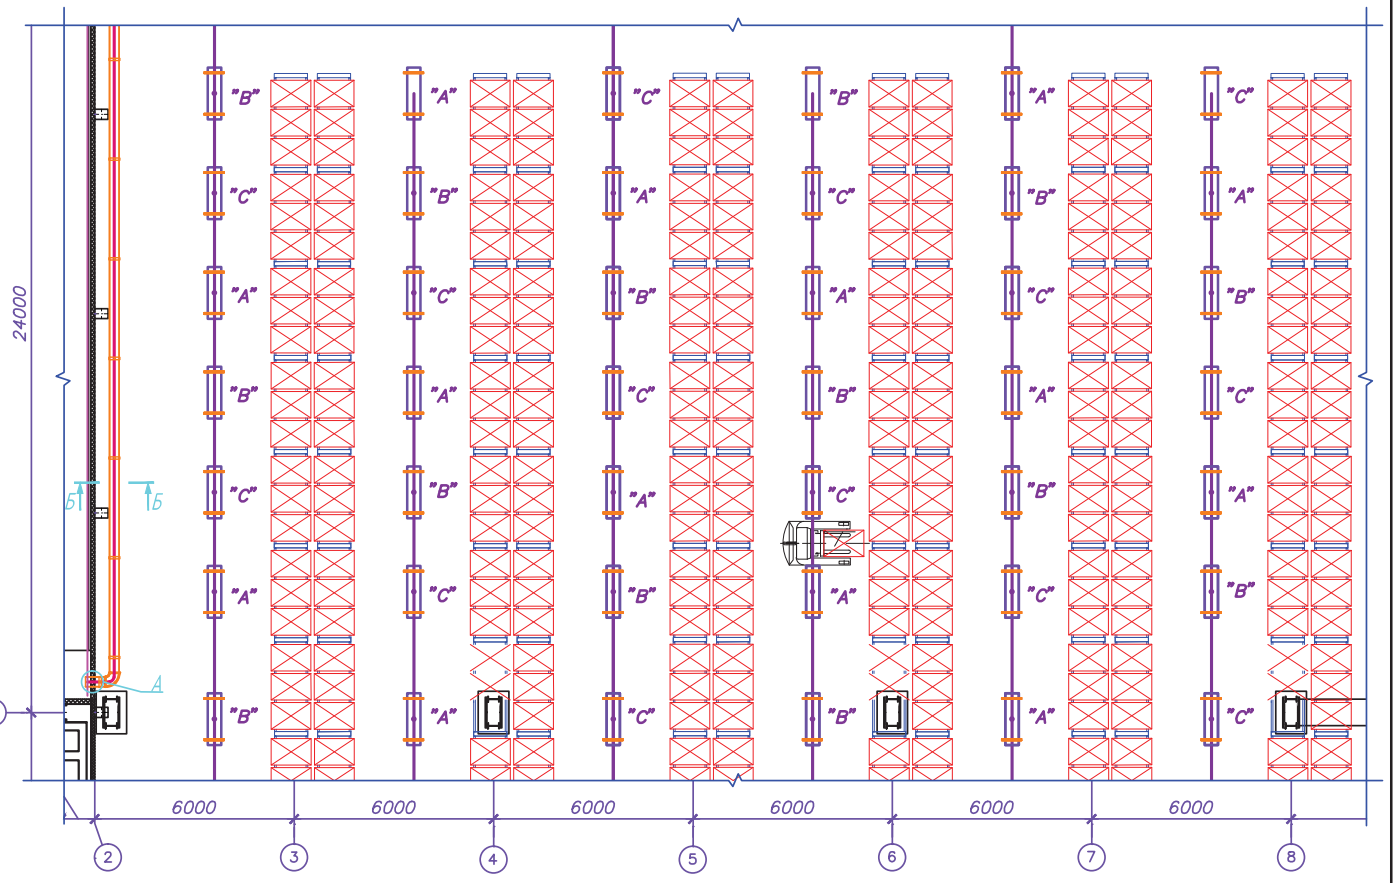 "B" "A" "C" "B" "A" "C"
"C" "B" "A" "C" "B" "A"
"A" "C" "B" "A" "C" "B"
24000
"B" "A" "C" "B" "A" "C"
"C" "B" "A" "C" "B" "A"
Б Б
"A" "C" "B" "A" "C" "B"
А
"B" "A" "C" "B" "A" "C"
6000 6000 6000 6000 6000 6000
2 3 4 5 6 7 8